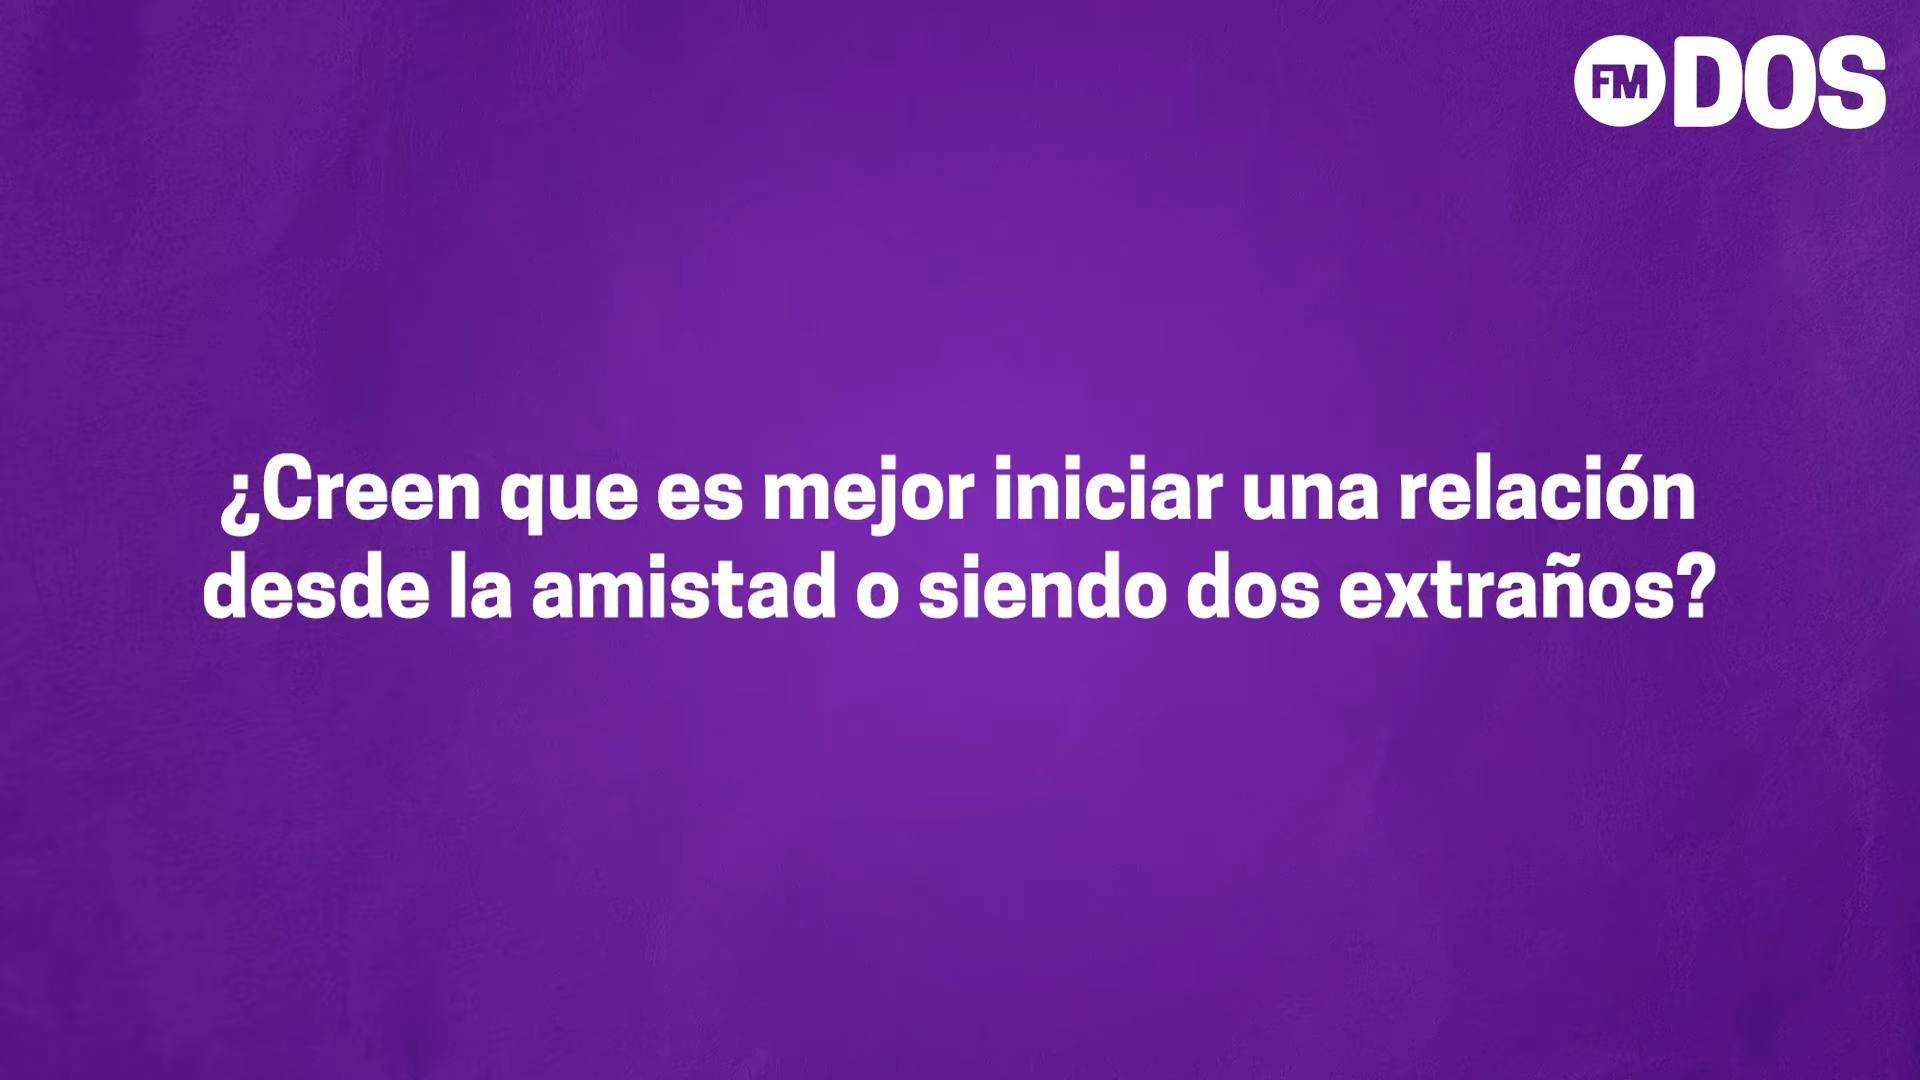 FM DOS
¿Creen que es mejor iniciar una relación
desde la amistad o siendo dos extraños?